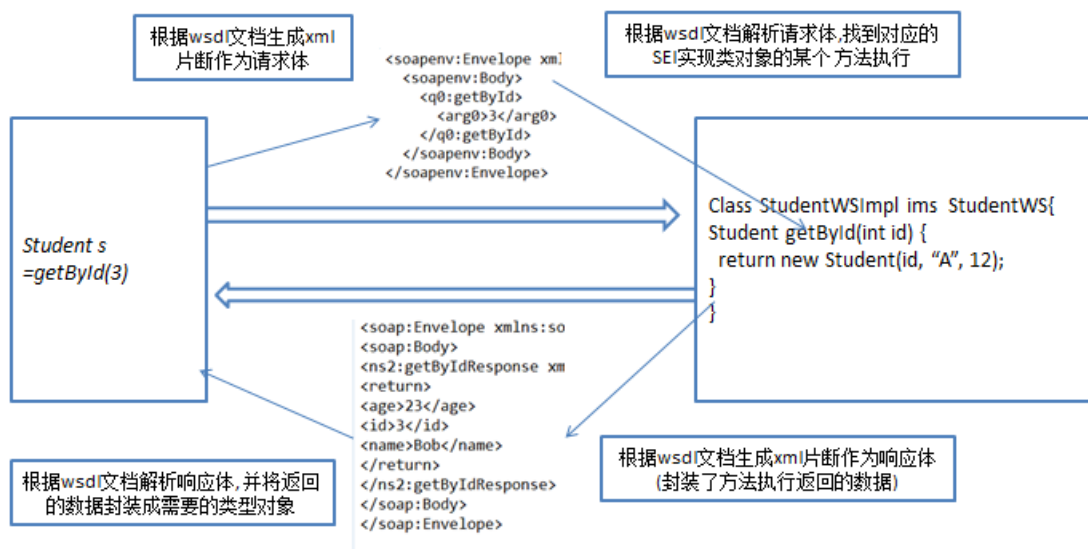 根据wsdl文档生成xml
片断作为请求体
根据wsdl文档解析请求体,找到对应的
SEI实现类对象的某个 方法执行
<soapenv:Envelope xml
<soapenv:Body>
<q0:getById>
<arg0>3</arg0>
</q0:getById>
</soapenv:Body>
</soapenv:Envelope>
Student s
=getById(3)
Class StudentWSImpl ims StudentWS{
Student getById(int id) {
return new Student(id, “A”, 12);
}
}
<soap:Envelope xmlns:so
<soap:Body>
<ns2:getByIdResponse xm
<return>
<age>23</age>
<id>3</id>
<name>Bob</name>
</return>
</ns2:getByIdResponse>
</soap:Body>
</soap:Envelope>
根据wsdl文档解析响应体,并将返回
的数据封装成需要的类型对象
根据wsdl文档生成xml片断作为响应体
(封装了方法执行返回的数据)